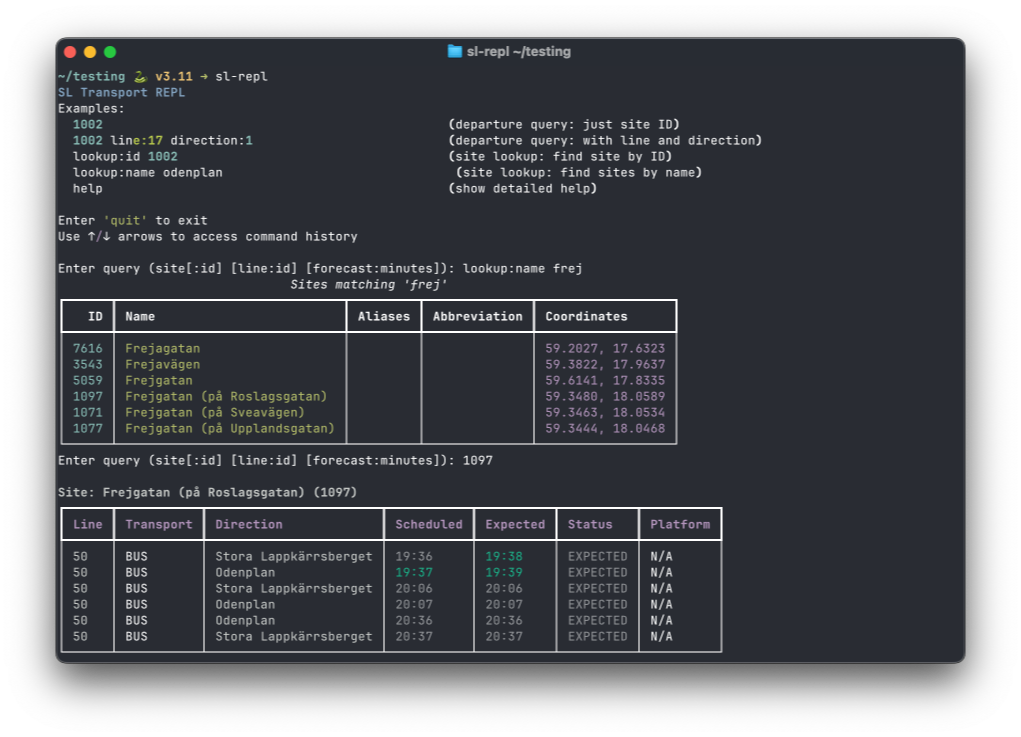 sl-repl ~/testing
~/testing 🐍 v3.11 → sl-repl
SL Transport REPL
Examples:
1002 (departure query: just site ID)
1002 line:17 direction:1 (departure query: with line and direction)
lookup:id 1002 (site lookup: find site by ID)
lookup:name odenplan (site lookup: find sites by name)
help (show detailed help)
Enter 'quit' to exit
Use ↑/↓ arrows to access command history
Enter query (site[:id] [line:id] [forecast:minutes]): lookup:name frej
Sites matching 'frej'
ID Name Aliases Abbreviation Coordinates
7616 Frejagatan 59.2027, 17.6323
3543 Frejavägen 59.3822, 17.9637
5059 Frejgatan 59.6141, 17.8335
1097 Frejgatan (på Roslagsgatan) 59.3480, 18.0589
1071 Frejgatan (på Sveavägen) 59.3463, 18.0534
1077 Frejgatan (på Upplandsgatan) 59.3444, 18.0468
Enter query (site[:id] [line:id] [forecast:minutes]): 1097
Site: Frejgatan (på Roslagsgatan) (1097)
Line Transport Direction Scheduled Expected Status Platform
50 BUS Stora Lappkärrsberget 19:36 19:38 EXPECTED N/A
50 BUS Odenplan 19:37 19:39 EXPECTED N/A
50 BUS Stora Lappkärrsberget 20:06 20:06 EXPECTED N/A
50 BUS Odenplan 20:07 20:07 EXPECTED N/A
50 BUS Odenplan 20:36 20:36 EXPECTED N/A
50 BUS Stora Lappkärrsberget 20:37 20:37 EXPECTED N/A